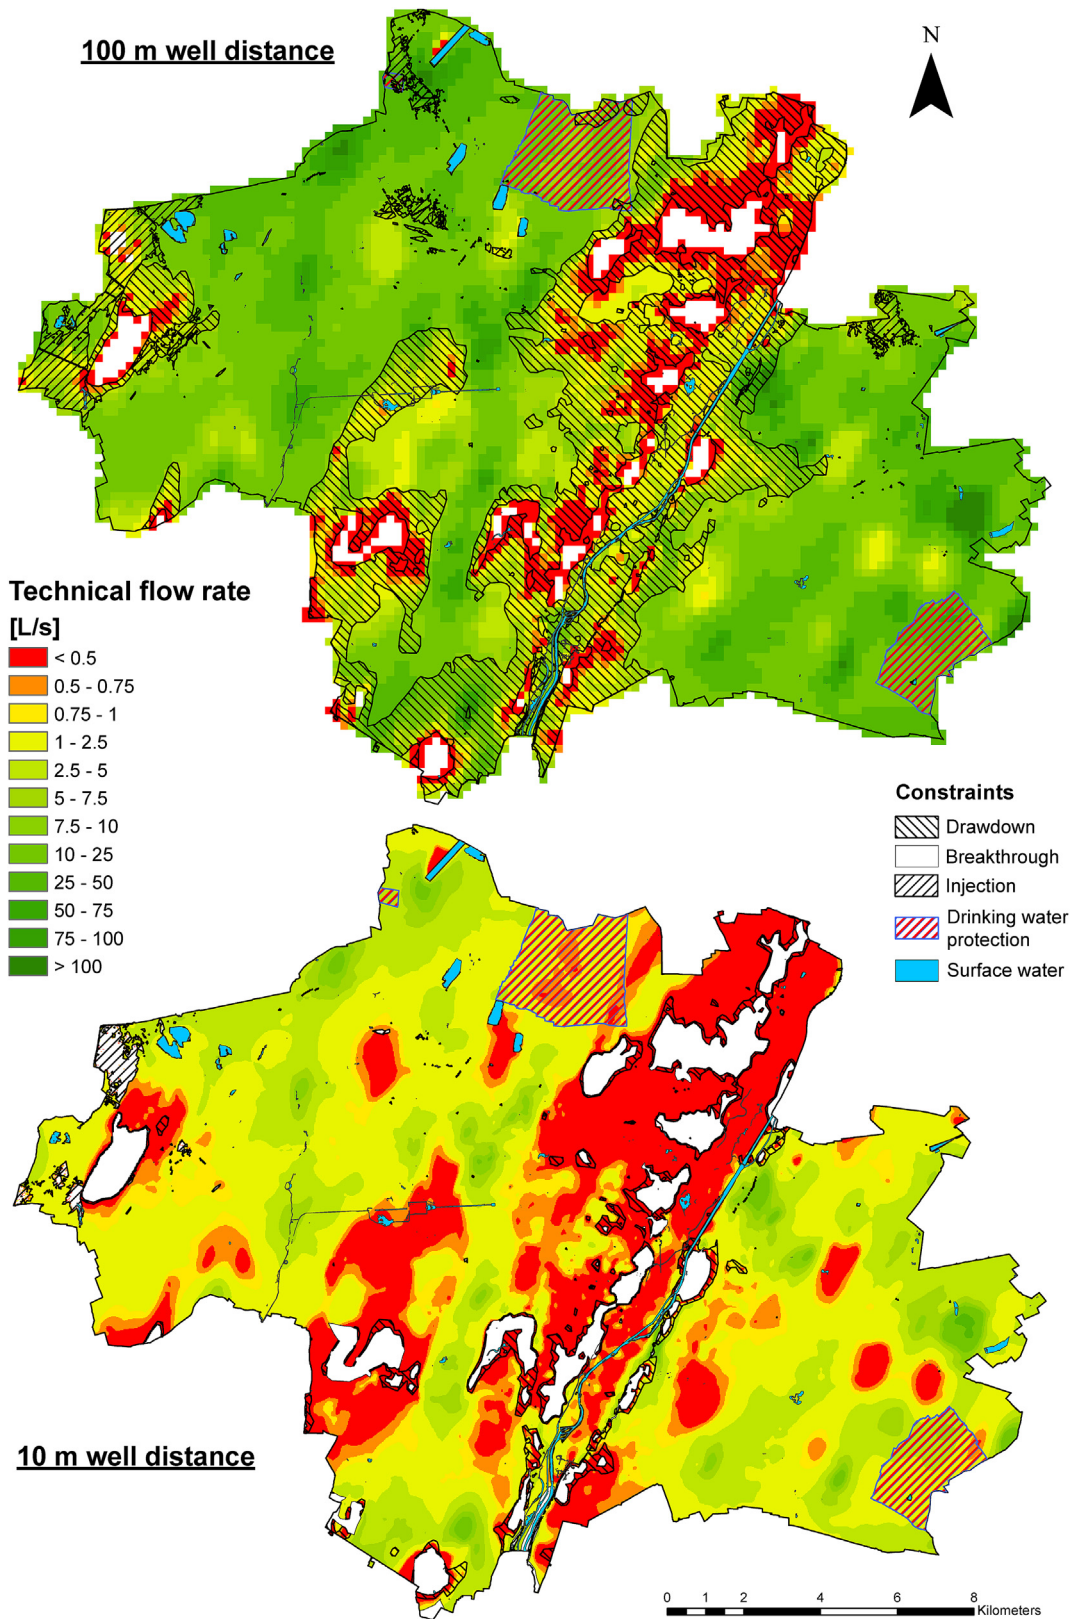 100 m well distance
N
Technical flow rate
[L/s]
< 0.5
0.5 - 0.75
0.75 - 1
1 - 2.5
2.5 - 5
5 - 7.5
7.5 - 10
10 - 25
25 - 50
50 - 75
75 - 100
> 100
Constraints
Drawdown
Breakthrough
Injection
Drinking water
protection
Surface water
10 m well distance
0 1 2 4 6 8
Kilometers